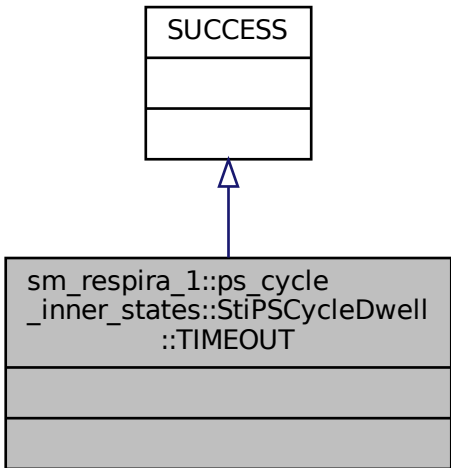 SUCCESS
sm_respira_1::ps_cycle
_inner_states::StiPSCycleDwell
::TIMEOUT